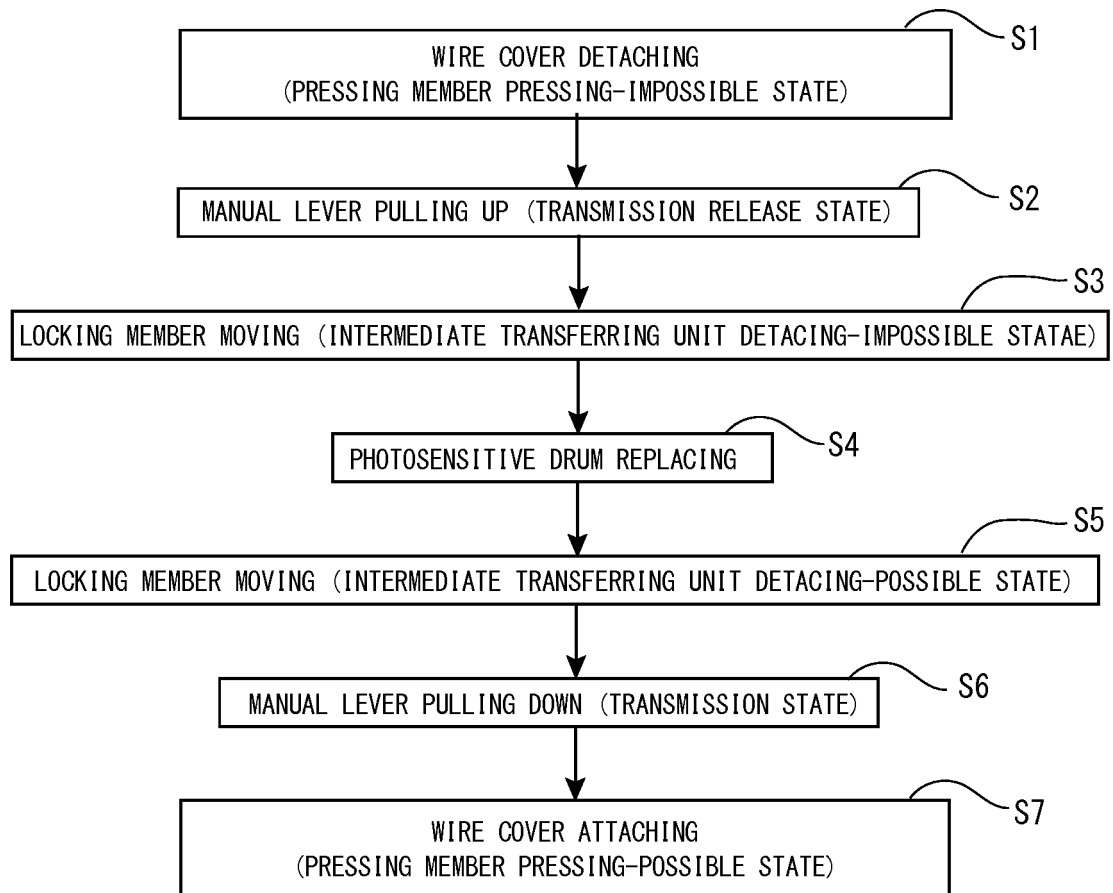 S1
WIRE COVER DETACHING
(PRESSING MEMBER PRESSING-IMPOSSIBLE STATE)
S2
MANUAL LEVER PULLING UP (TRANSMISSION RELEASE STATE)
S3
LOCKING MEMBER MOVING (INTERMEDIATE TRANSFERRING UNIT DETACING-IMPOSSIBLE STATAE)
S4
PHOTOSENSITIVE DRUM REPLACING
S5
LOCKING MEMBER MOVING (INTERMEDIATE TRANSFERRING UNIT DETACING-POSSIBLE STATE)
S6
MANUAL LEVER PULLING DOWN (TRANSMISSION STATE)
S7
WIRE COVER ATTACHING
(PRESSING MEMBER PRESSING-POSSIBLE STATE)